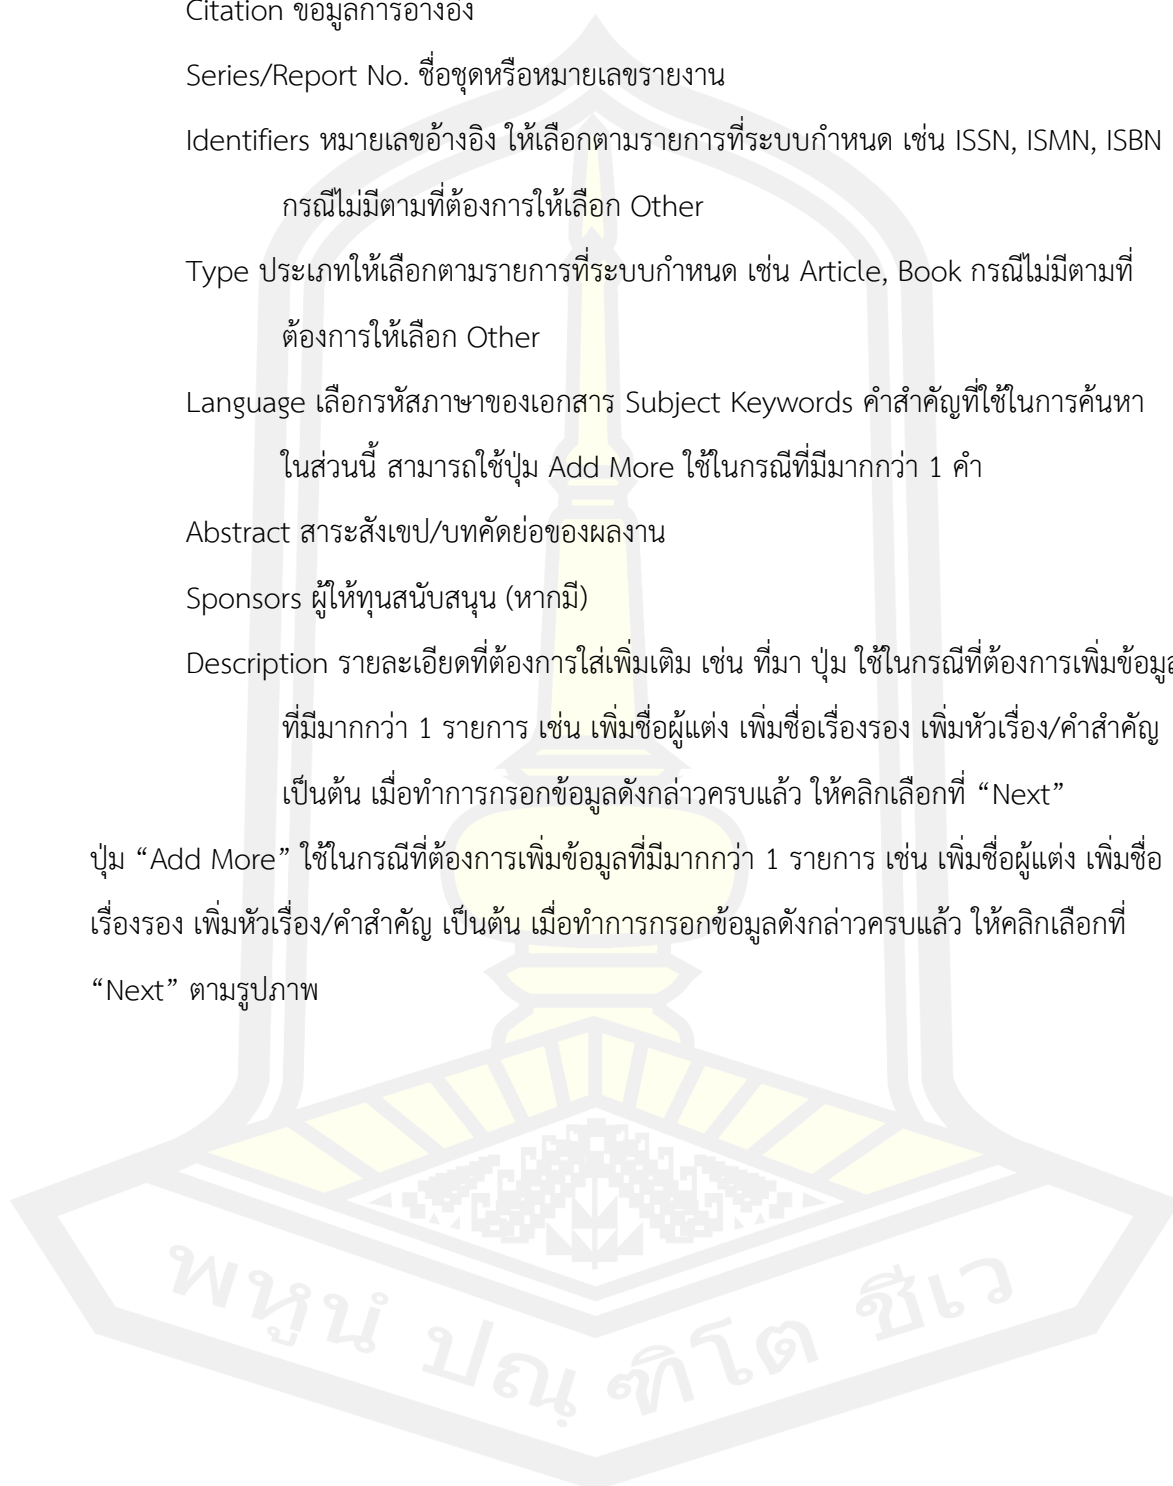 Citation ข้อมูลการอ้างอิง
Series/Report No. ชื่อชุดหรือหมายเลขรายงาน
Identifiers หมายเลขอ้างอิง ให้เลือกตามรายการที่ระบบกำหนด เช่น ISSN, ISMN, ISBN
กรณีไม่มีตามที่ต้องการให้เลือก Other
Type ประเภทให้เลือกตามรายการที่ระบบกำหนด เช่น Article, Book กรณีไม่มีตามที่
ต้องการให้เลือก Other
Language เลือกรหัสภาษาของเอกสาร Subject Keywords คำสำคัญที่ใช้ในการค้นหา
ในส่วนนี้ สามารถใช้ปุ่ม Add More ใช้ในกรณีที่มีมากกว่า 1 คำ
Abstract สาระสังเขป/บทคัดย่อของผลงาน
Sponsors ผู้ให้ทุนสนับสนุน (หากมี)
Description รายละเอียดที่ต้องการใส่เพิ่มเติม เช่น ที่มา ปุ่ม ใช้ในกรณีที่ต้องการเพิ่มข้อมูล
ที่มีมากกว่า 1 รายการ เช่น เพิ่มชื่อผู้แต่ง เพิ่มชื่อเรื่องรอง เพิ่มหัวเรื่อง/คำสำคัญ
เป็นต้น เมื่อทำการกรอกข้อมูลดังกล่าวครบแล้ว ให้คลิกเลือกที่ “Next”
ปุ่ม “Add More” ใช้ในกรณีที่ต้องการเพิ่มข้อมูลที่มีมากกว่า 1 รายการ เช่น เพิ่มชื่อผู้แต่ง เพิ่มชื่อ
เรื่องรอง เพิ่มหัวเรื่อง/คำสำคัญ เป็นต้น เมื่อทำการกรอกข้อมูลดังกล่าวครบแล้ว ให้คลิกเลือกที่
“Next” ตามรูปภาพ
พหูนํ ปณฺฑิโต ชีเว